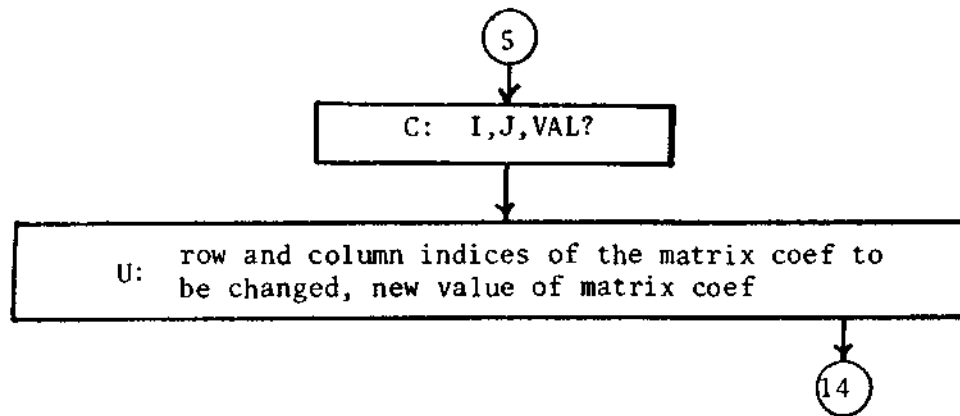 5
C: I,J,VAL?
U: row and column indices of the matrix coef to
be changed, new value of matrix coef
14